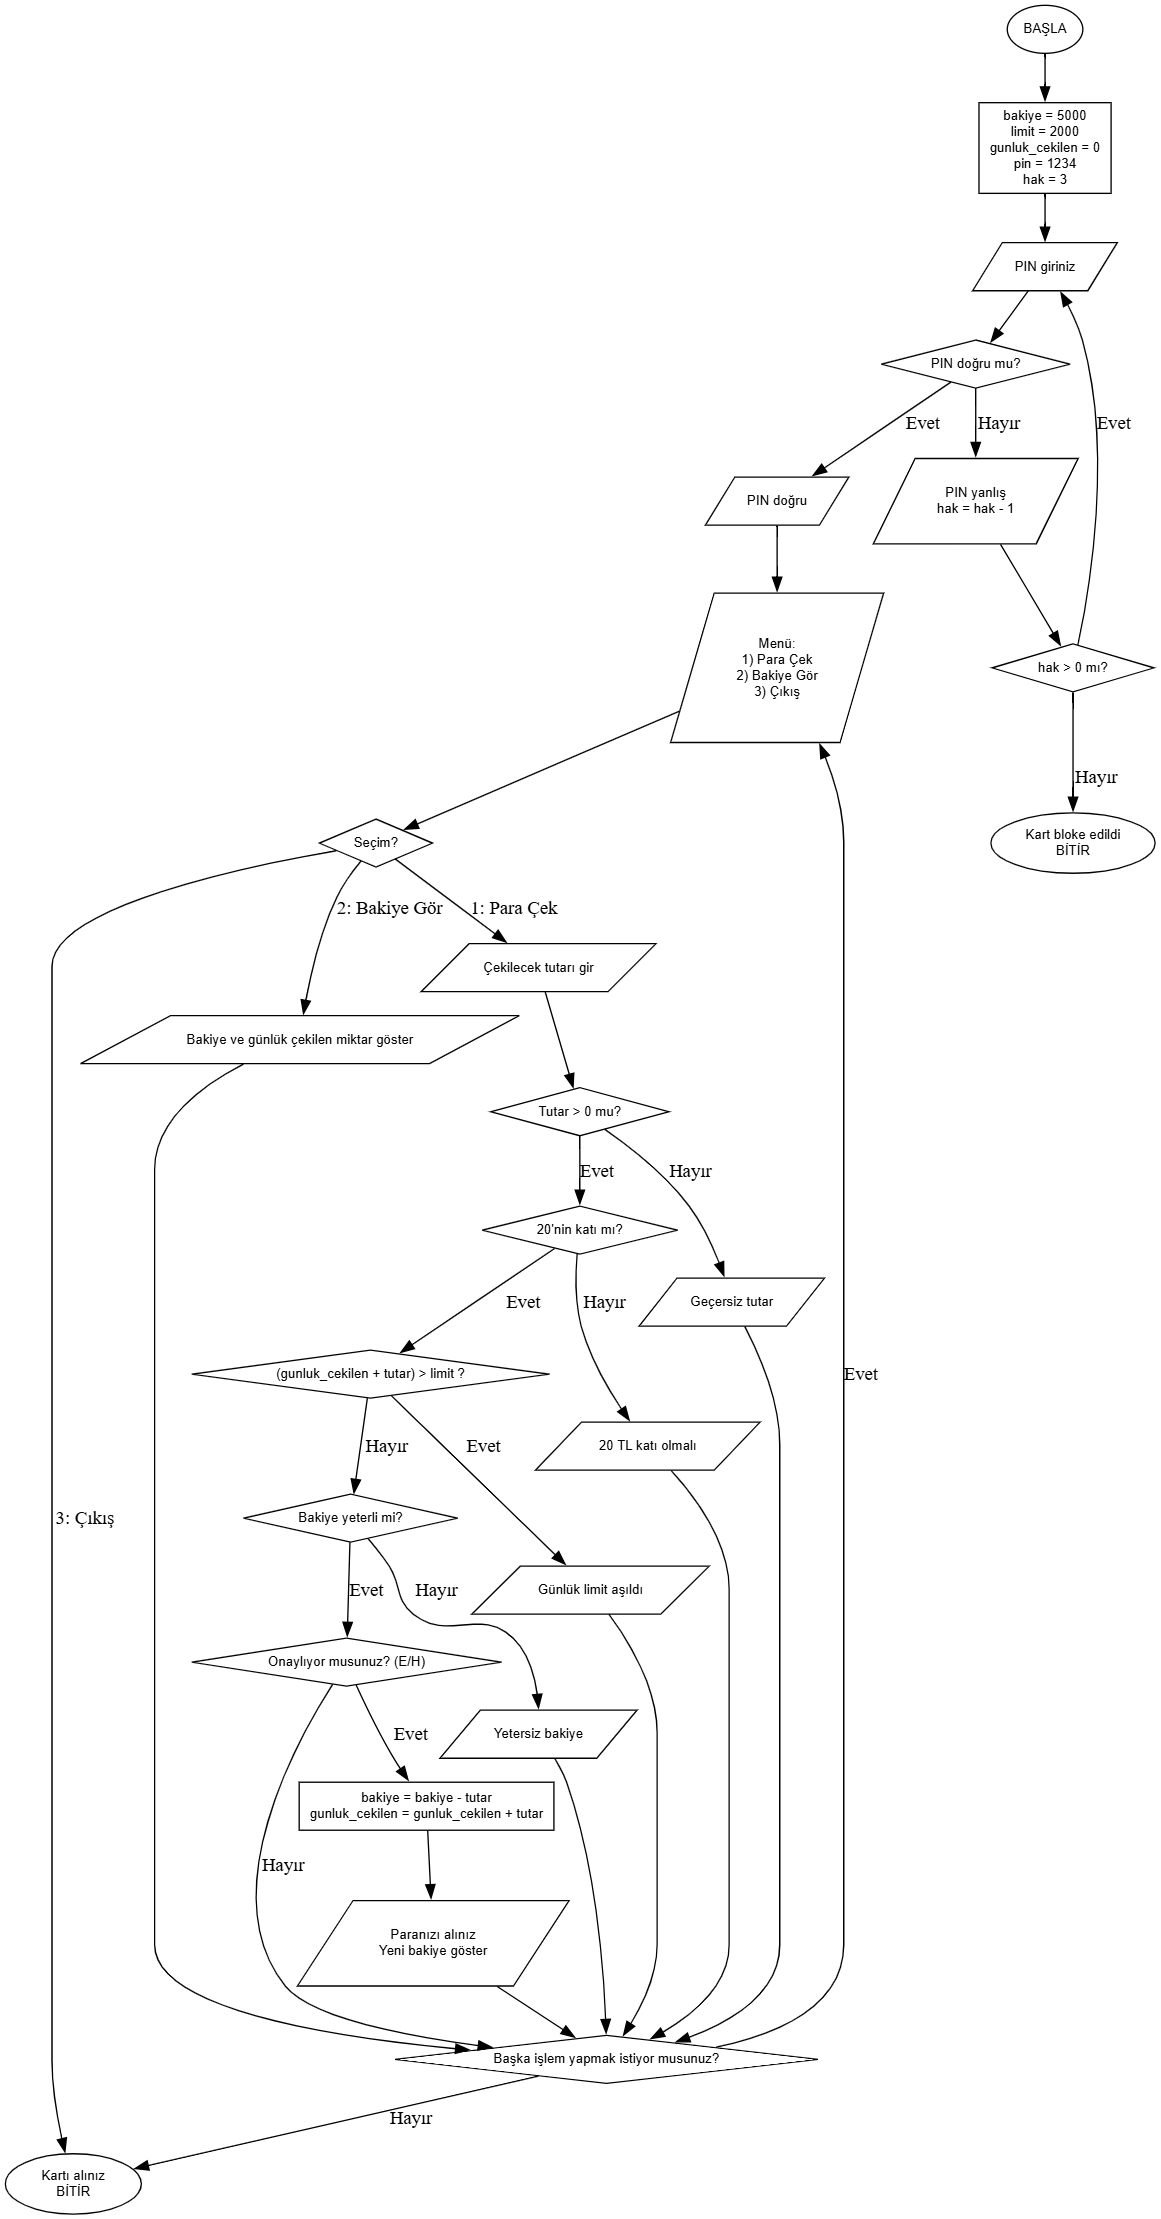 BAŞLA
bakiye = 5000
limit = 2000
gunluk_cekilen = 0
pin = 1234
hak = 3
PIN giriniz
PIN doğru mu?
Evet
Hayır
Evet
PIN doğru
PIN yanlış
hak = hak - 1
Menü:
1) Para Çek
2) Bakiye Gör
3) Çıkış
hak > 0 mı?
Hayır
Kart bloke edildi
BİTİR
Seçim?
2: Bakiye Gör
1: Para Çek
Çekilecek tutarı gir
Bakiye ve günlük çekilen miktar göster
Tutar > 0 mu?
Evet
Hayır
20'nin katı mı?
Geçersiz tutar
Evet
Hayır
(gunluk_cekilen + tutar) > limit ?
Evet
Hayır
Evet
20 TL katı olmalı
Bakiye yeterli mi?
3: Çıkış
Evet
Hayır
Günlük limit aşıldı
Onaylıyor musunuz? (E/H)
Evet
Yetersiz bakiye
bakiye = bakiye - tutar
gunluk_cekilen = gunluk_cekilen + tutar
Hayır
Paranızı alınız
Yeni bakiye göster
Başka işlem yapmak istiyor musunuz?
Hayır
Kartı alınız
BİTİR